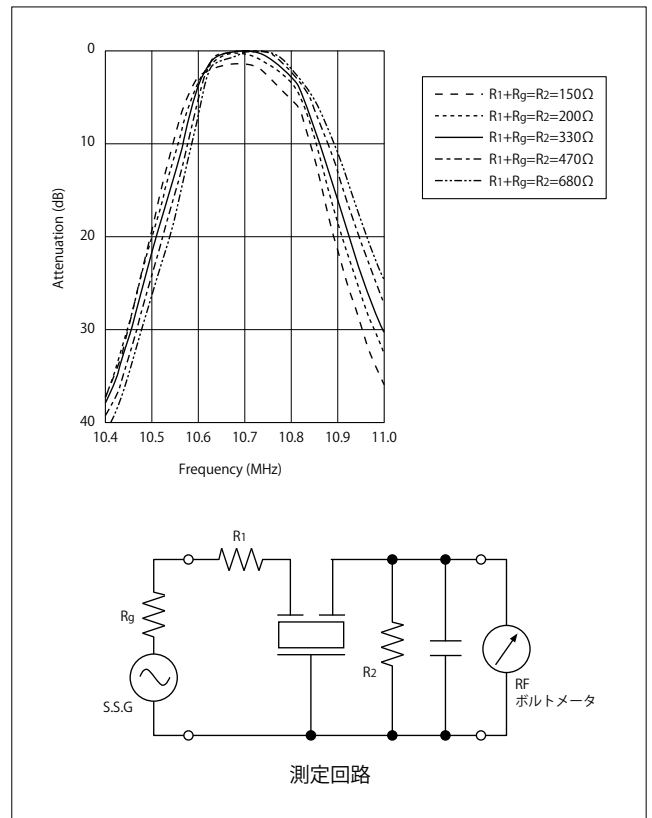 0
10
20
30
40
Attenuation (dB)
10.4 10.5 10.6 10.7 10.8 10.9 11.0
Frequency (MHz)
R1+Rg=R2=150Ω
R1+Rg=R2=200Ω
R1+Rg=R2=330Ω
R1+Rg=R2=470Ω
R1+Rg=R2=680Ω
R1
Rg
S.S.G
R2
RF
ボルトメータ
測定回路